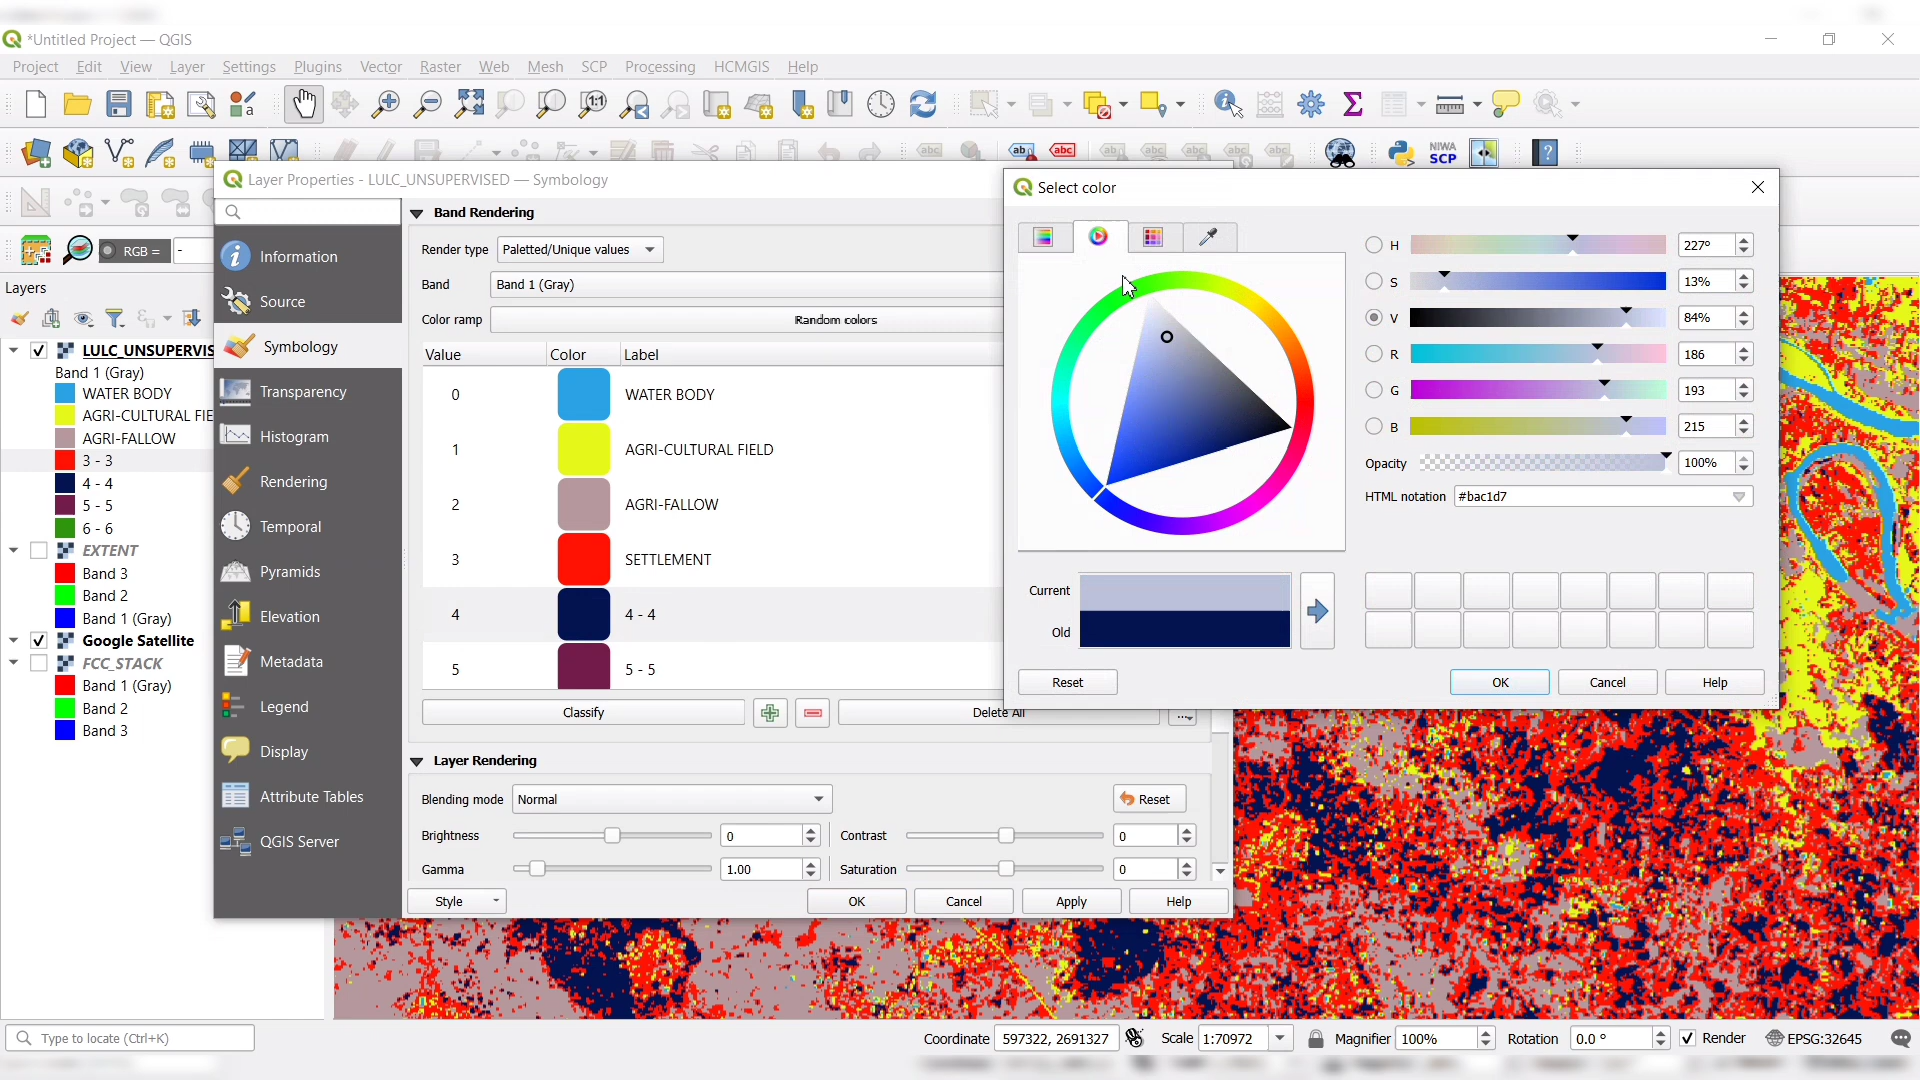 *Untitled Project — QGIS
Project Edit View Layer Settings Plugins Vector Raster Web Mesh SCP Processing HCMGIS Help
1:1
ab abc abc
NIWA
SCP
RGB = -
Layers
LULC_UNSUPERVIS
Band 1 (Gray)
WATER BODY
AGRI-CULTURAL FIE
AGRI-FALLOW
3 - 3
4 - 4
5 - 5
6 - 6
EXTENT
Band 3
Band 2
Band 1 (Gray)
Google Satellite
FCC_STACK
Band 1 (Gray)
Band 2
Band 3
Layer Properties - LULC_UNSUPERVISED — Symbology
Information
Source
Symbology
Transparency
Histogram
Rendering
Temporal
Pyramids
Elevation
Metadata
Legend
Display
Attribute Tables
QGIS Server
Band Rendering
Render type Paletted/Unique values
Band Band 1 (Gray)
Color ramp Random colors
Value Color Label
0 WATER BODY
1 AGRI-CULTURAL FIELD
2 AGRI-FALLOW
3 SETTLEMENT
4 4 - 4
5 5 - 5
Classify Delete All ...
Layer Rendering
Blending mode Normal Reset
Brightness 0 Contrast 0
Gamma 1.00 Saturation 0
Style OK Cancel Apply Help
Select color
H 227°
S 13%
V 84%
R 186
G 193
B 215
Opacity 100%
HTML notation #bac1d7
Current
Old
Reset OK Cancel Help
Type to locate (Ctrl+K) Coordinate 597322, 2691327 Scale 1:70972 Magnifier 100% Rotation 0.0 ° Render EPSG:32645